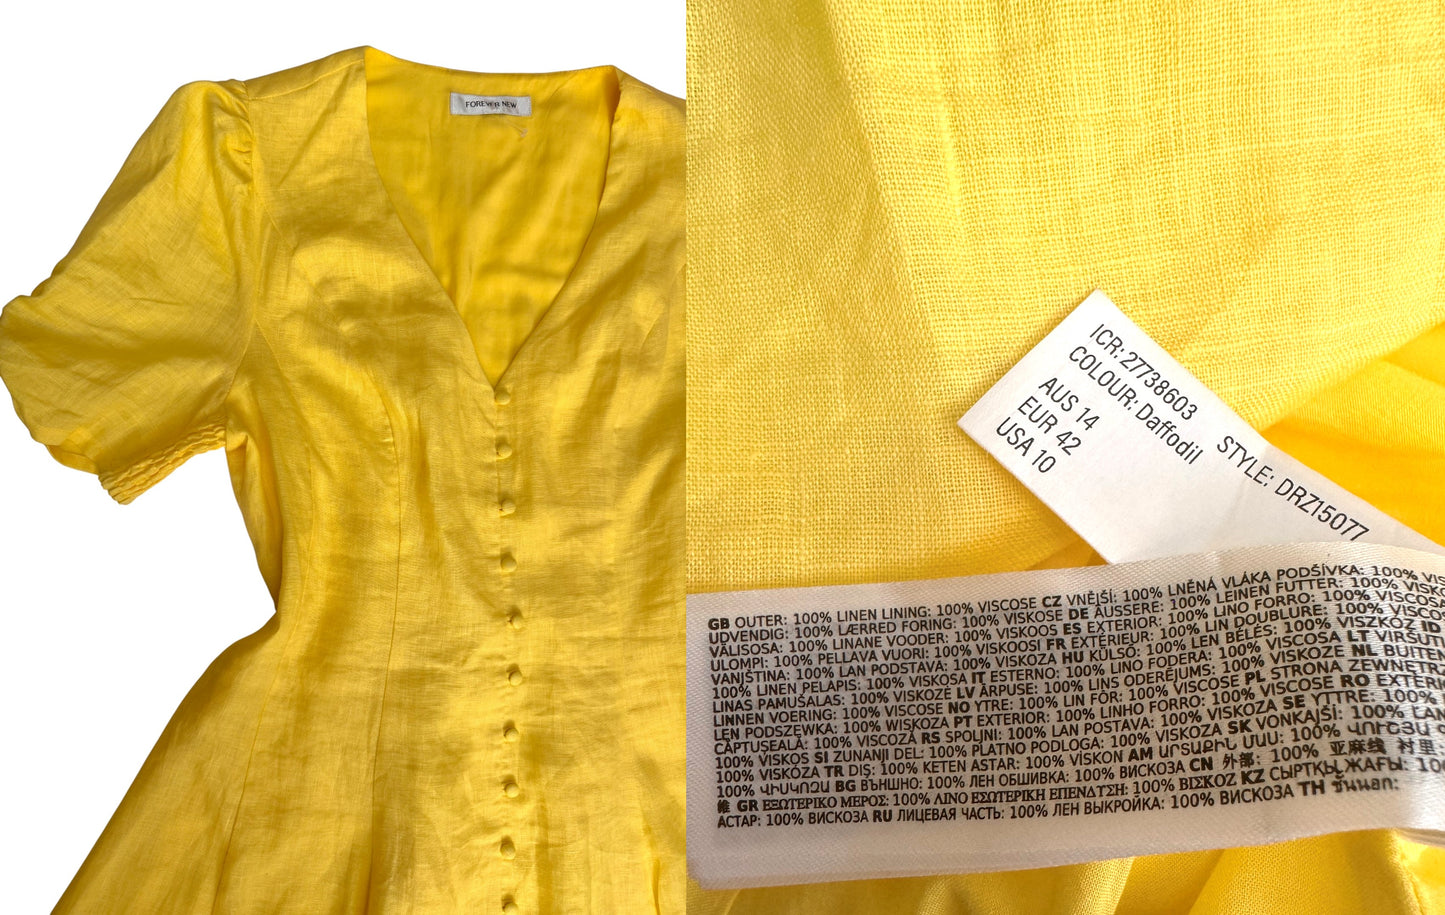 FOREVER NEW
ICR: 27738603
COLOUR: Daffodil
STYLE: DRZ15077
AUS 14
EUR 42
USA 10
GB OUTER: 100% LINEN LINING: 100% VISCOSE CZ VNĚJŠÍ: 100% LNĚNÁ VLÁKA PODŠÍVKA: 100% VIS
UDVENDIG: 100% LÆRRED FORING: 100% VISKOSE DE ÄUSSERE: 100% LEINEN FUTTER: 100% VISKO
VÄLISOSA: 100% LINANE VOODER: 100% VISKOOS ES EXTERIOR: 100% LINO FORRO: 100% VISCOSA
ULOMPI: 100% PELLAVA VUORI: 100% VISKOOSI FR EXTÉRIEUR: 100% LIN DOUBLURE: 100% VISCO
VANJŠTINA: 100% LAN PODSTAVA: 100% VISKOZA HU KÜLSŐ: 100% LEN BÉLÉS: 100% VISZKÓZ ID
100% LINEN PELAPIS: 100% VISKOSA IT ESTERNO: 100% LINO FODERA: 100% VISCOSA LT VIRŠUTI
LINAS PAMUŠALAS: 100% VISKOZĖ LV ĀRPUSE: 100% LINS ODERĒJUMS: 100% VISKOZE NL BUITEN
LINNEN VOERING: 100% VISCOSE NO YTRE: 100% LIN FÔR: 100% VISCOSE PL STRONA ZEWNĘTRZ
LEN PODSZEWKA: 100% WISKOZA PT EXTERIOR: 100% LINHO FORRO: 100% VISCOSE RO EXTERIO
CĂPTUȘEALĂ: 100% VISCOZĂ RS SPOLJNI: 100% LAN POSTAVA: 100% VISKOZA SE YTTRE: 100%
100% VISKOS SI ZUNANJI DEL: 100% PLATNO PODLOGA: 100% VISKOZA SK VONKAJŠÍ: 100% ĽAN
100% VISKÓZA TR DIŞ: 100% KETEN ASTAR: 100% VISKON AM ԱՐՏԱՔԻՆ ՄԱՍ: 100%
100% ՎԻՍԿՈԶԱ BG ВЪНШНО: 100% ЛЕН ОБШИВКА: 100% ВИСКОЗА CN 外部: 100% 亚麻线 衬里:
維 GR ΕΞΩΤΕΡΙΚΟ ΜΕΡΟΣ: 100% ΛΙΝΟ ΕΣΩΤΕΡΙΚΗ ΕΠΕΝΔΥΣΗ: 100% ΒΙΣΚΟΖ KZ СЫРТҚЫ ЖАҒЫ: 100%
АСТАР: 100% ВИСКОЗА RU ЛИЦЕВАЯ ЧАСТЬ: 100% ЛЕН ВЫКРОЙКА: 100% ВИСКОЗА TH ชั้นนอก: